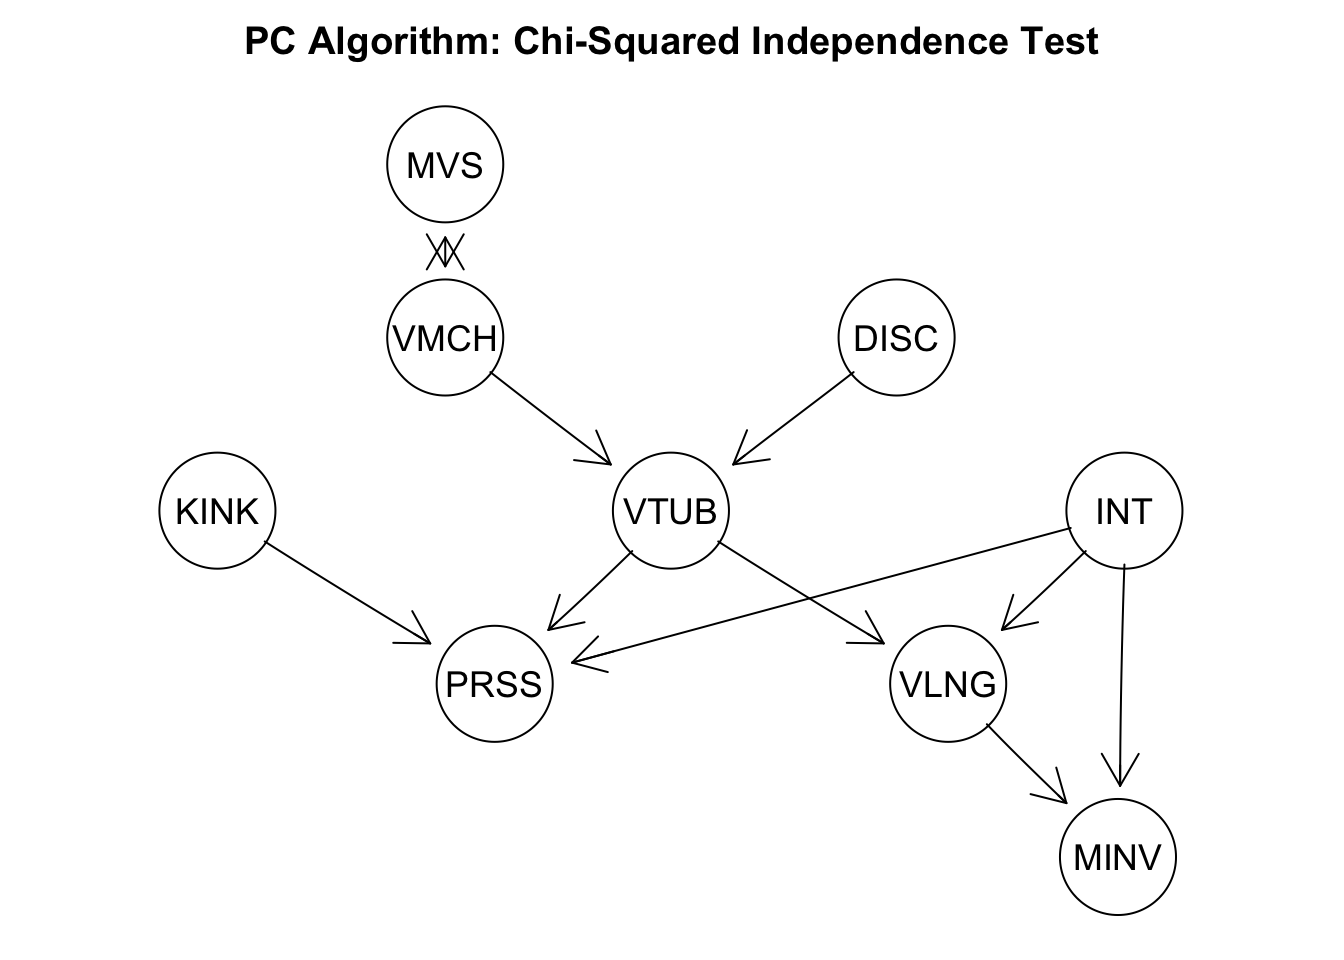 PC Algorithm: Chi-Squared Independence Test
MVS
VMCH
DISC
KINK
VTUB
INT
PRSS
VLNG
MINV